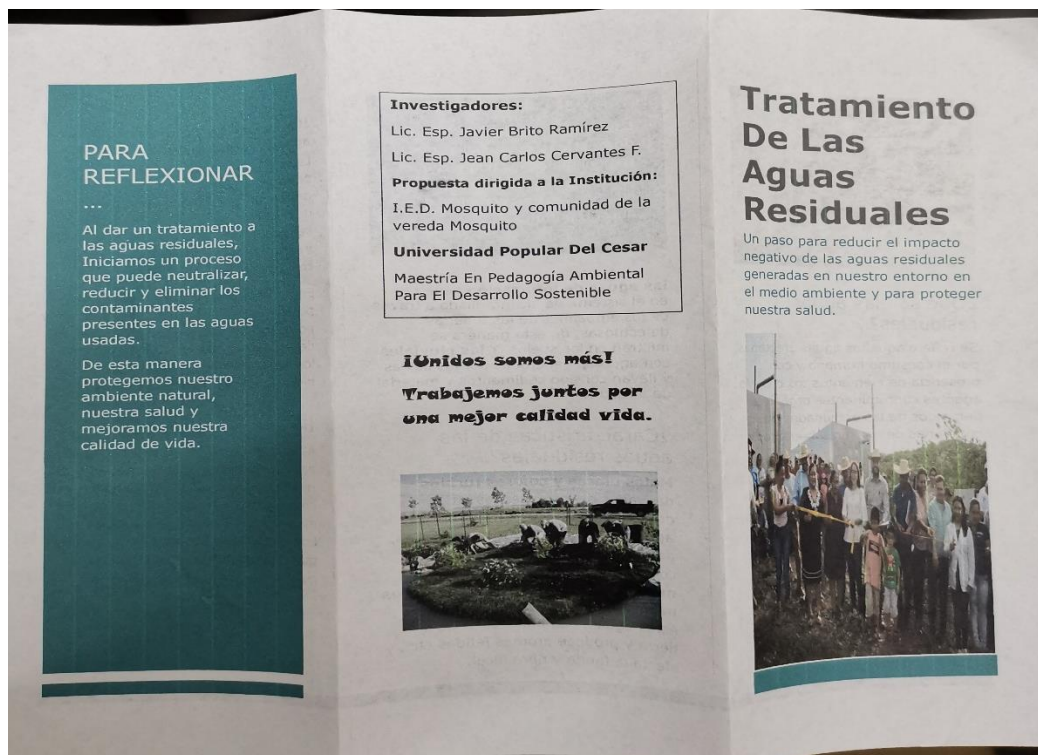 PARA
REFLEXIONAR
...
Al dar un tratamiento a
las aguas residuales,
Iniciamos un proceso
que puede neutralizar,
reducir y eliminar los
contaminantes
presentes en las aguas
usadas.
De esta manera
protegemos nuestro
ambiente natural,
nuestra salud y
mejoramos nuestra
calidad de vida.
Investigadores:
Lic. Esp. Javier Brito Ramírez
Lic. Esp. Jean Carlos Cervantes F.
Propuesta dirigida a la Institución:
I.E.D. Mosquito y comunidad de la
vereda Mosquito
Universidad Popular Del Cesar
Maestría En Pedagogía Ambiental
Para El Desarrollo Sostenible
¡Unidos somos más!
Trabajemos juntos por
una mejor calidad vida.
Tratamiento
De Las
Aguas
Residuales
Un paso para reducir el impacto
negativo de las aguas residuales
generadas en nuestro entorno en
el medio ambiente y para proteger
nuestra salud.